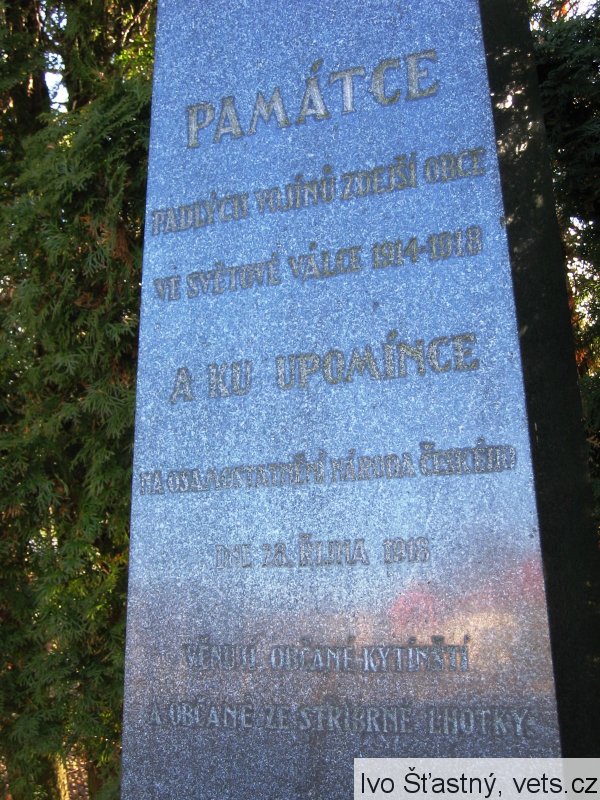 PAMÁTCE
PADLÝCH VOJÍNŮ ZDEJŠÍ OBCE
VE SVĚTOVÉ VÁLCE 1914-1918
A KU UPOMÍNCE
NA OSAMOSTATNĚNÍ NÁRODA ČESKÉHO
DNE 28. ŘÍJNA 1918
VĚNUJÍ OBČANÉ KYTÍNŠTÍ
A OBČANÉ ZE STŘÍBRNÉ LHOTKY
Ivo Šťastný, vets.cz